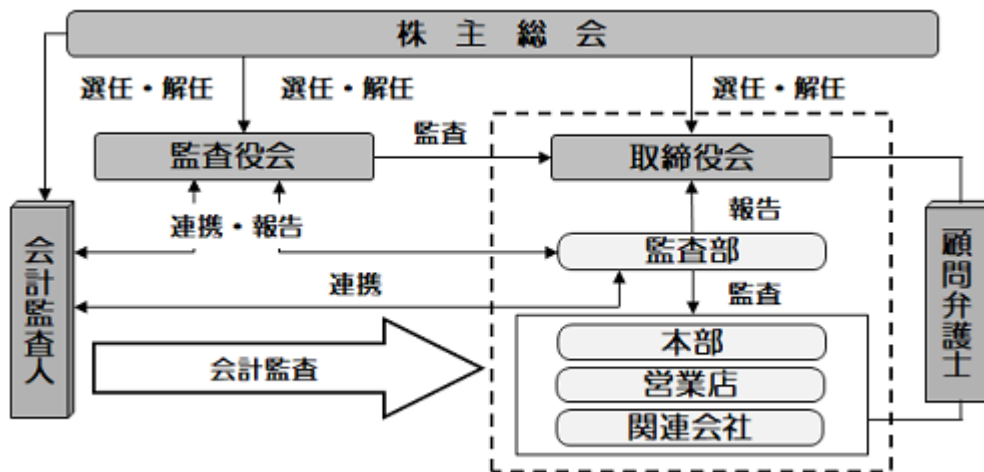 株主総会
選任・解任
選任・解任
選任・解任
監査役会
監査
取締役会
連携・報告
報告
監査部
会計監査人
顧問弁護士
連携
監査
会計監査
本部
営業店
関連会社